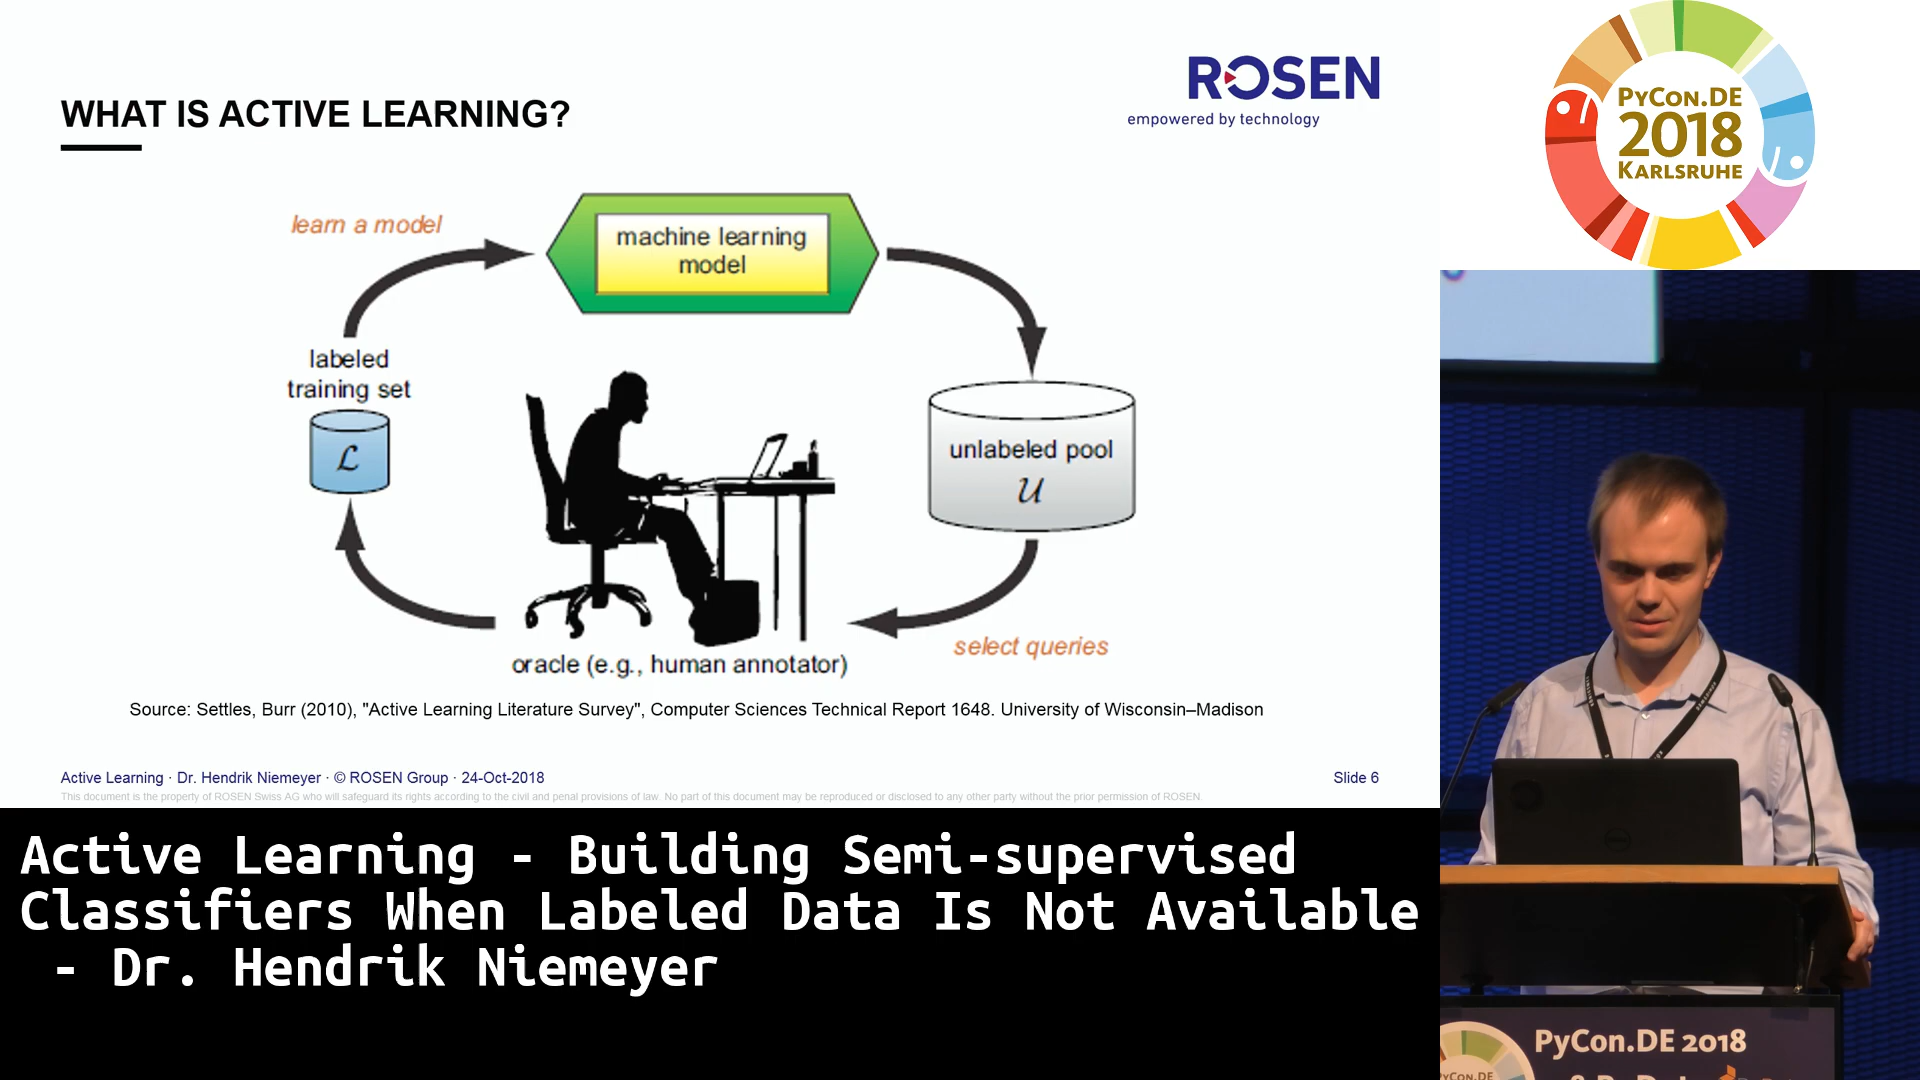 WHAT IS ACTIVE LEARNING?
ROSEN
empowered by technology
learn a model
machine learning
model
labeled
training set
L
unlabeled pool
U
select queries
oracle (e.g., human annotator)
Source: Settles, Burr (2010), "Active Learning Literature Survey", Computer Sciences Technical Report 1648. University of Wisconsin–Madison
Active Learning · Dr. Hendrik Niemeyer · © ROSEN Group · 24-Oct-2018
Slide 6
This document is the property of ROSEN Swiss AG who will safeguard its rights according to the civil and penal provisions of law. No part of this document may be reproduced or disclosed to any other party without the prior permission of ROSEN.
PYCON.DE
2018
KARLSRUHE
Active Learning - Building Semi-supervised
Classifiers When Labeled Data Is Not Available
- Dr. Hendrik Niemeyer
PyCon.DE 2018